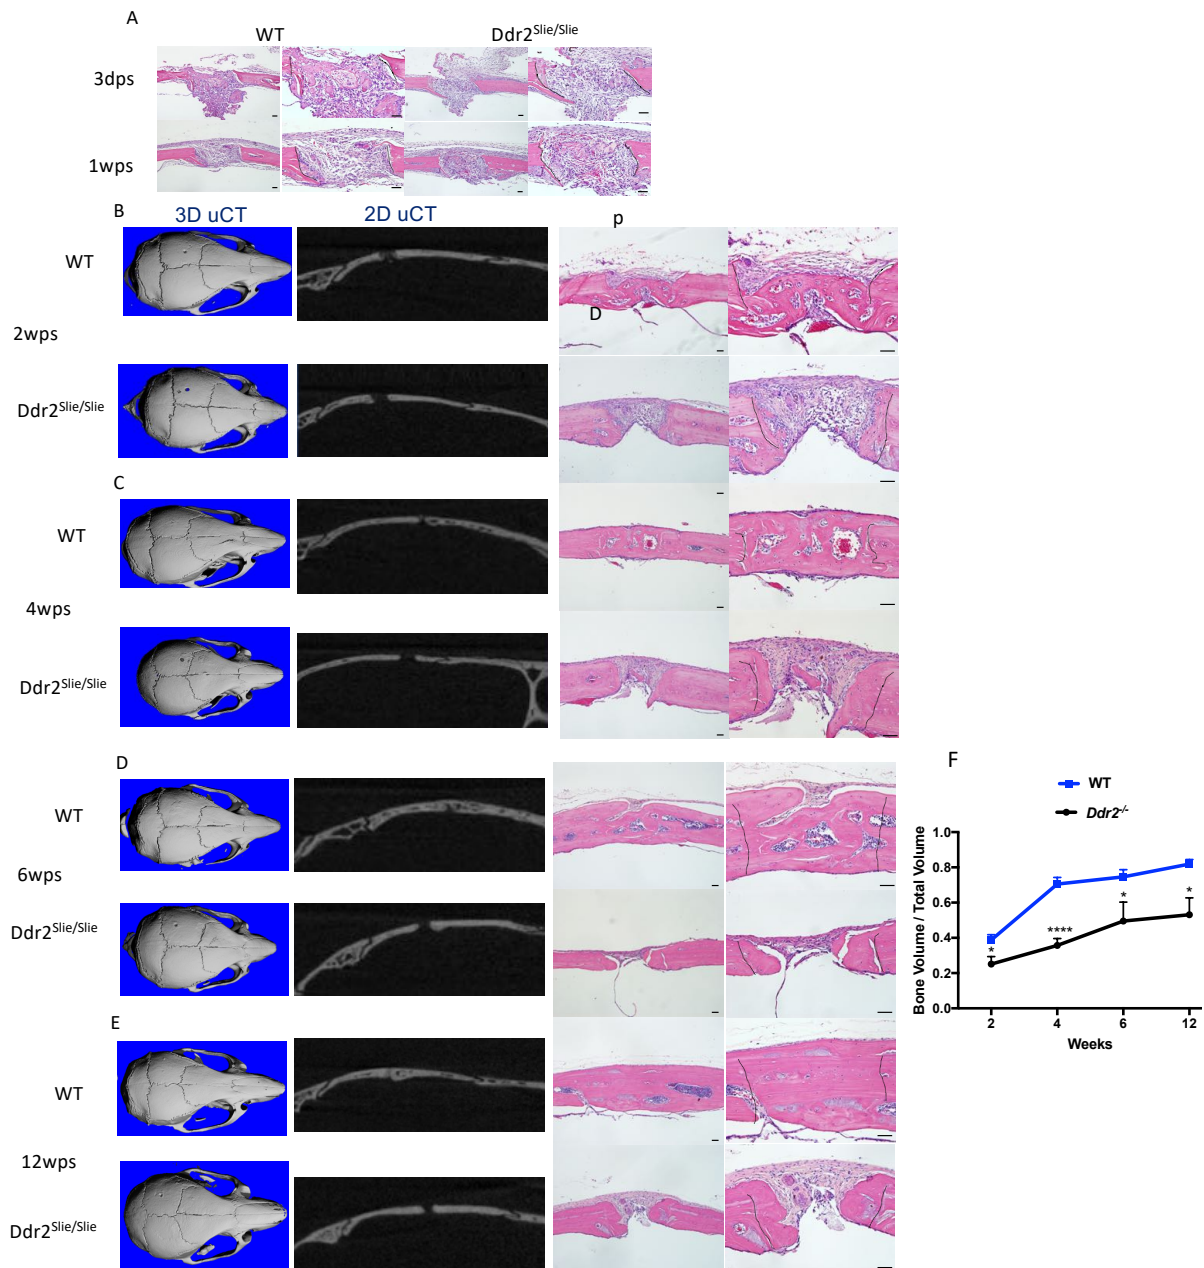 A
WT
Ddr2Slie/Slie
3dps
1wps
B
3D uCT
2D uCT
p
WT
D
2wps
Ddr2Slie/Slie
C
WT
4wps
Ddr2Slie/Slie
D
WT
6wps
Ddr2Slie/Slie
E
WT
12wps
Ddr2Slie/Slie
F
WT
Ddr2-/-
Bone Volume / Total Volume
1.0
0.8
0.6
0.4
0.2
0.0
*
****
*
*
2 4 6 12
Weeks